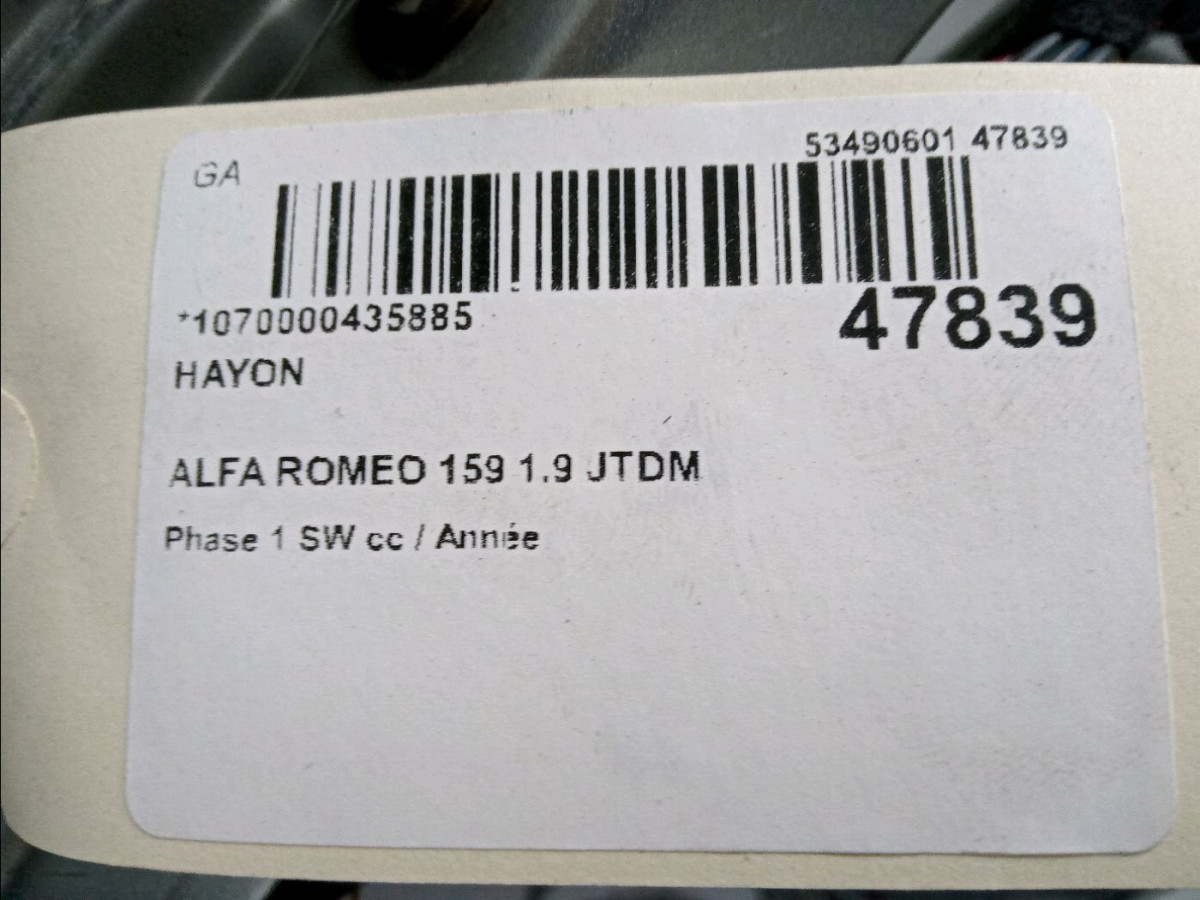 GA
53490601 47839
*1070000435885
47839
HAYON
ALFA ROMEO 159 1.9 JTDM
Phase 1 SW cc / Année